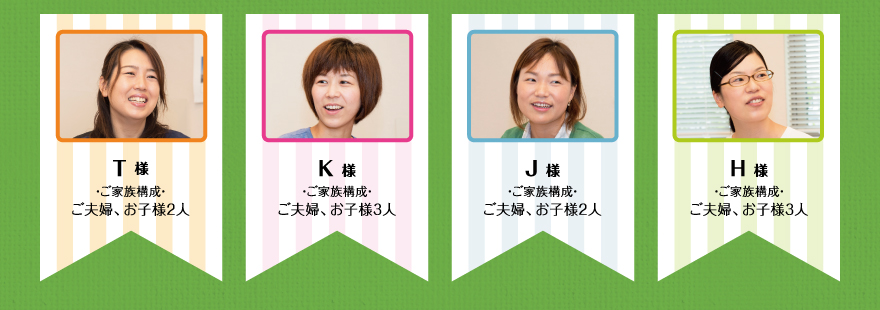 T 様
・ご家族構成・
ご夫婦、お子様2人
K 様
・ご家族構成・
ご夫婦、お子様3人
J 様
・ご家族構成・
ご夫婦、お子様2人
H 様
・ご家族構成・
ご夫婦、お子様3人